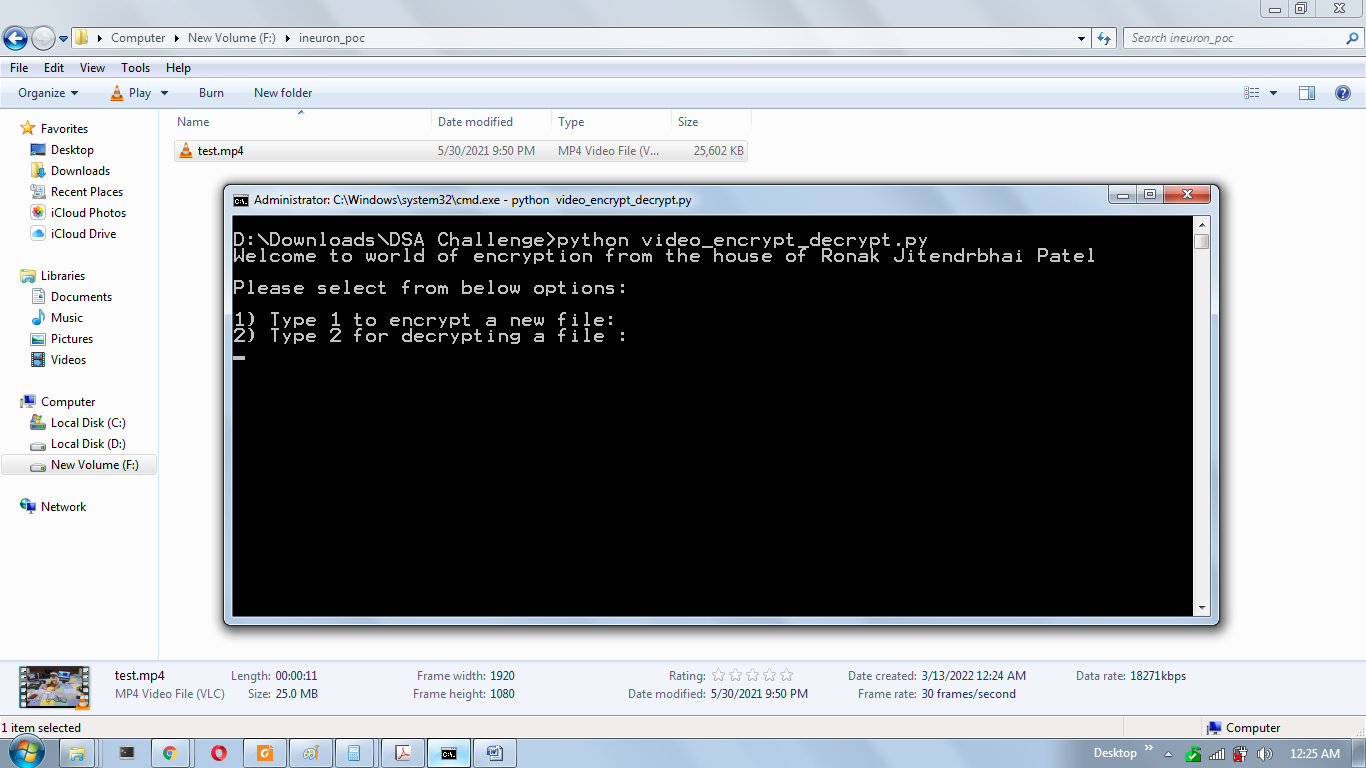 Computer ▸ New Volume (F:) ▸ ineuron_poc
Search ineuron_poc
File Edit View Tools Help
Organize Play Burn New folder
Name Date modified Type Size
test.mp4 5/30/2021 9:50 PM MP4 Video File (V... 25,602 KB
Favorites
Desktop
Downloads
Recent Places
iCloud Photos
iCloud Drive
Libraries
Documents
Music
Pictures
Videos
Computer
Local Disk (C:)
Local Disk (D:)
New Volume (F:)
Network
Administrator: C:\Windows\system32\cmd.exe - python  video_encrypt_decrypt.py
D:\Downloads\DSA Challenge>python video_encrypt_decrypt.py
Welcome to world of encryption from the house of Ronak Jitendrbhai Patel
Please select from below options:
1) Type 1 to encrypt a new file:
2) Type 2 for decrypting a file :
test.mp4 Length: 00:00:11 Frame width: 1920 Rating: Date created: 3/13/2022 12:24 AM Data rate: 18271kbps
MP4 Video File (VLC) Size: 25.0 MB Frame height: 1080 Date modified: 5/30/2021 9:50 PM Frame rate: 30 frames/second
1 item selected Computer
Desktop 12:25 AM